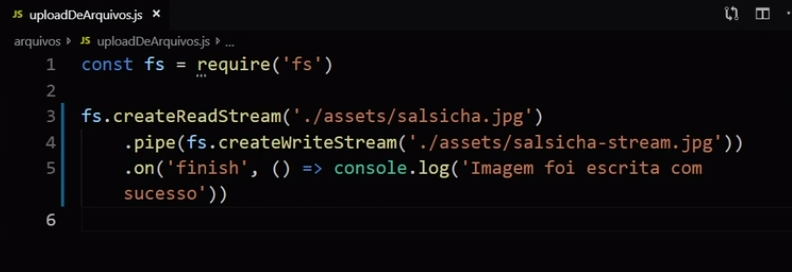 JS uploadDeArquivos.js ×
arquivos › JS uploadDeArquivos.js › ...
1 const fs = require('fs')
2
3 fs.createReadStream('./assets/salsicha.jpg')
4 .pipe(fs.createWriteStream('./assets/salsicha-stream.jpg'))
5 .on('finish', () => console.log('Imagem foi escrita com
sucesso'))
6